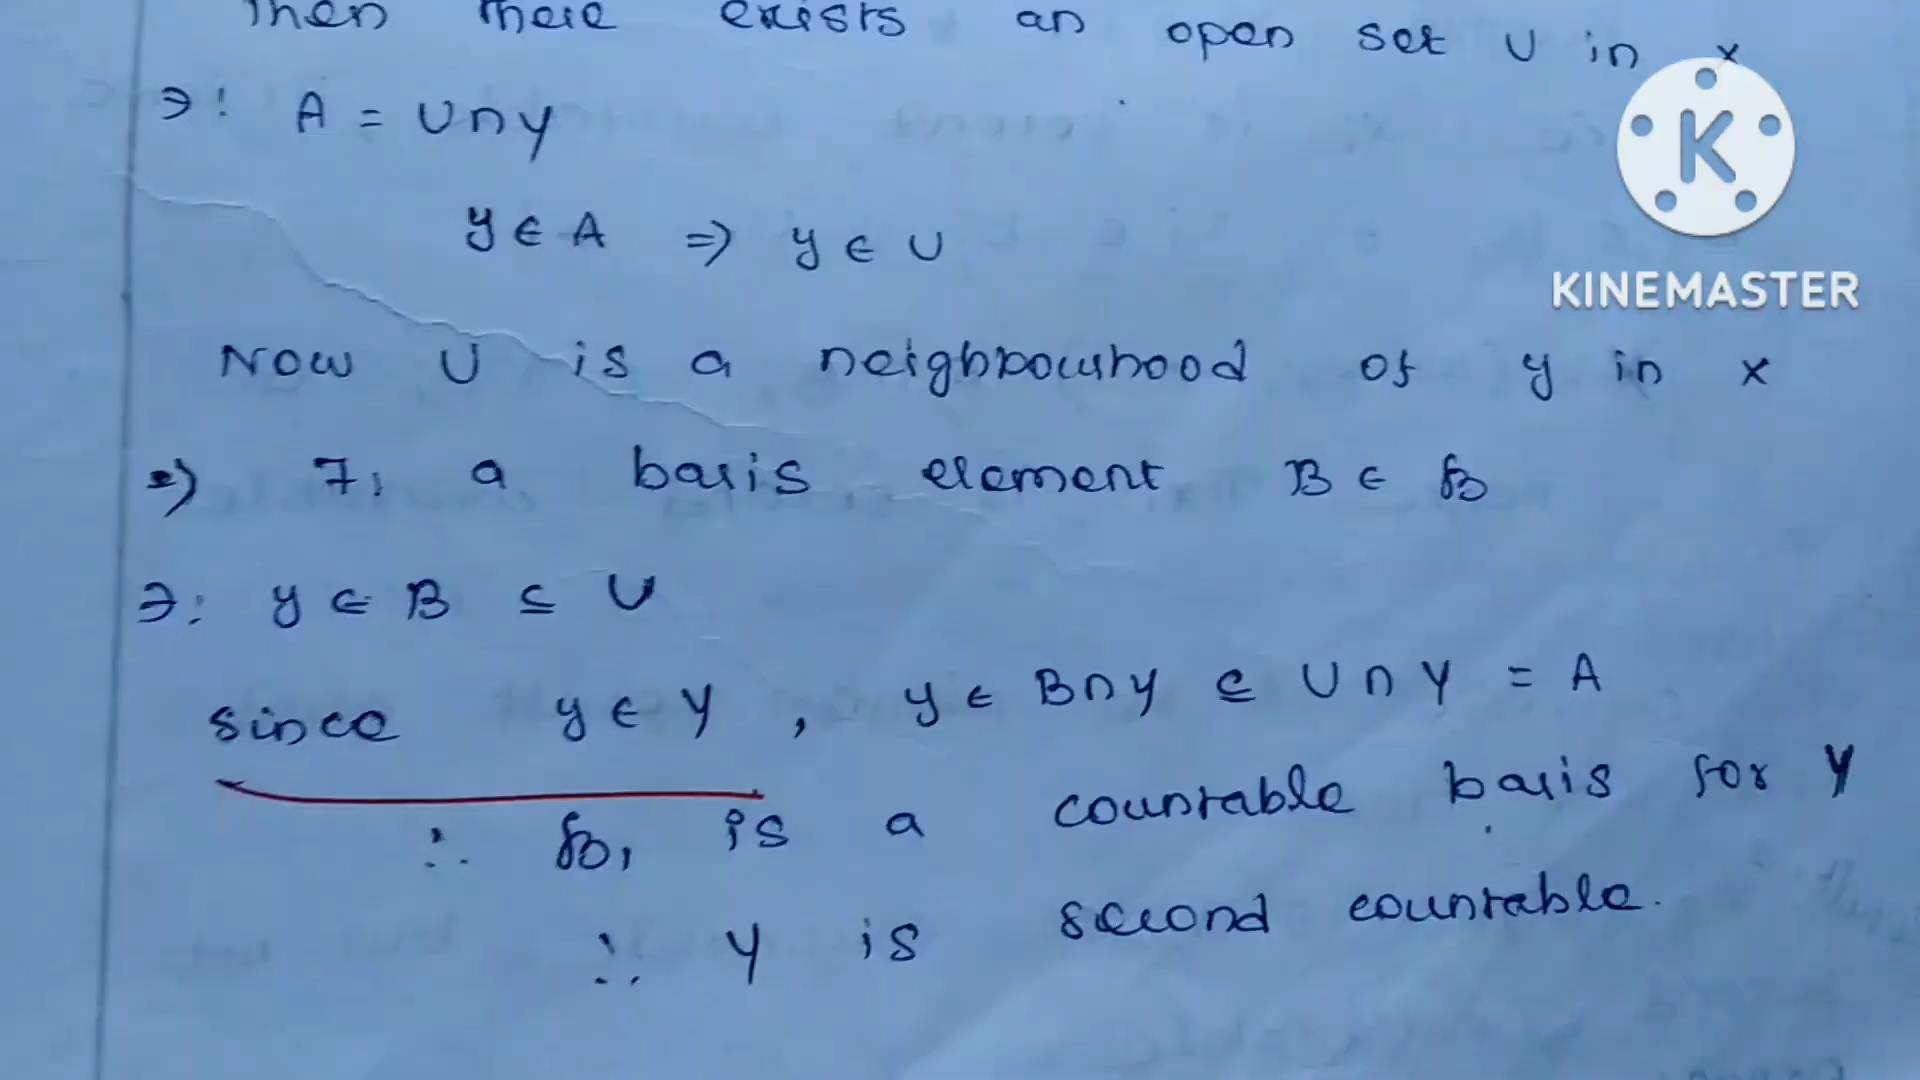 Then there exists an open set U in x
∋: A = U∩Y
y ∈ A ⇒ y ∈ U
Now U is a neighbourhood of y in x
⇒ ∃, a basis element B ∈ ℬ
∋: y ∈ B ⊆ U
since y ∈ Y, y ∈ B∩Y ⊆ U∩Y = A
∴ ℬ₁ is a countable basis for Y
∴ Y is second countable.
KINEMASTER